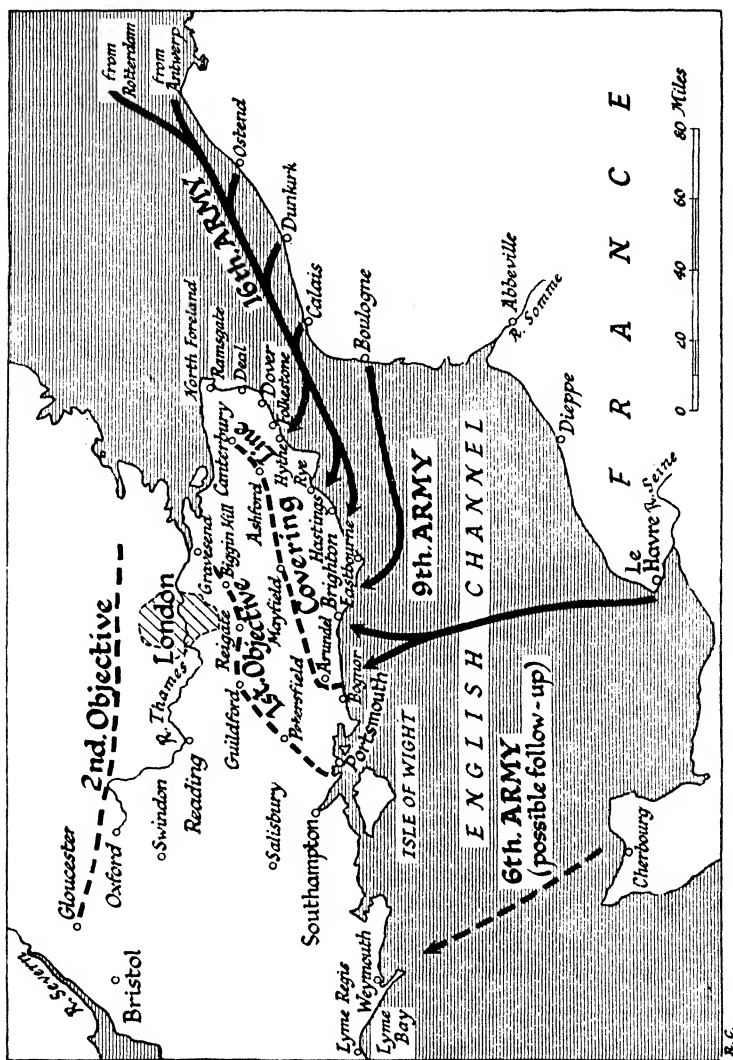 R. Severn
Gloucester
2nd. Objective
Oxford
Swindon
R. Thames
Reading
London
Bristol
Gravesend
Guildford
Reigate
Biggin Hill
1st. Objective
Canterbury
North Foreland
Ramsgate
Deal
Dover
Folkestone
Hythe
Rye
Ashford
Covering Line
Mayfield
Petersfield
Salisbury
Southampton
Portsmouth
Arundel
Bognor
Brighton
Eastbourne
Hastings
Lyme Regis
Weymouth
Lyme
Bay
ISLE OF WIGHT
from
Rotterdam
from
Antwerp
16th. ARMY
Ostend
Dunkurk
Calais
Boulogne
9th. ARMY
ENGLISH CHANNEL
6th. ARMY
(possible follow-up)
Cherbourg
Le
Havre
R. Seine
Dieppe
Abbeville
R. Somme
FRANCE
0 20 40 60 80 Miles
R.C.